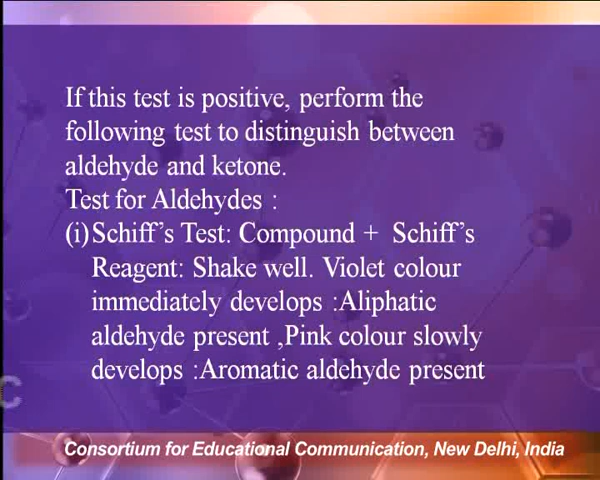 If this test is positive, perform the
following test to distinguish between
aldehyde and ketone.
Test for Aldehydes :
(i)Schiff's Test: Compound + Schiff's
Reagent: Shake well. Violet colour
immediately develops :Aliphatic
aldehyde present ,Pink colour slowly
develops :Aromatic aldehyde present
C
Consortium for Educational Communication, New Delhi, India